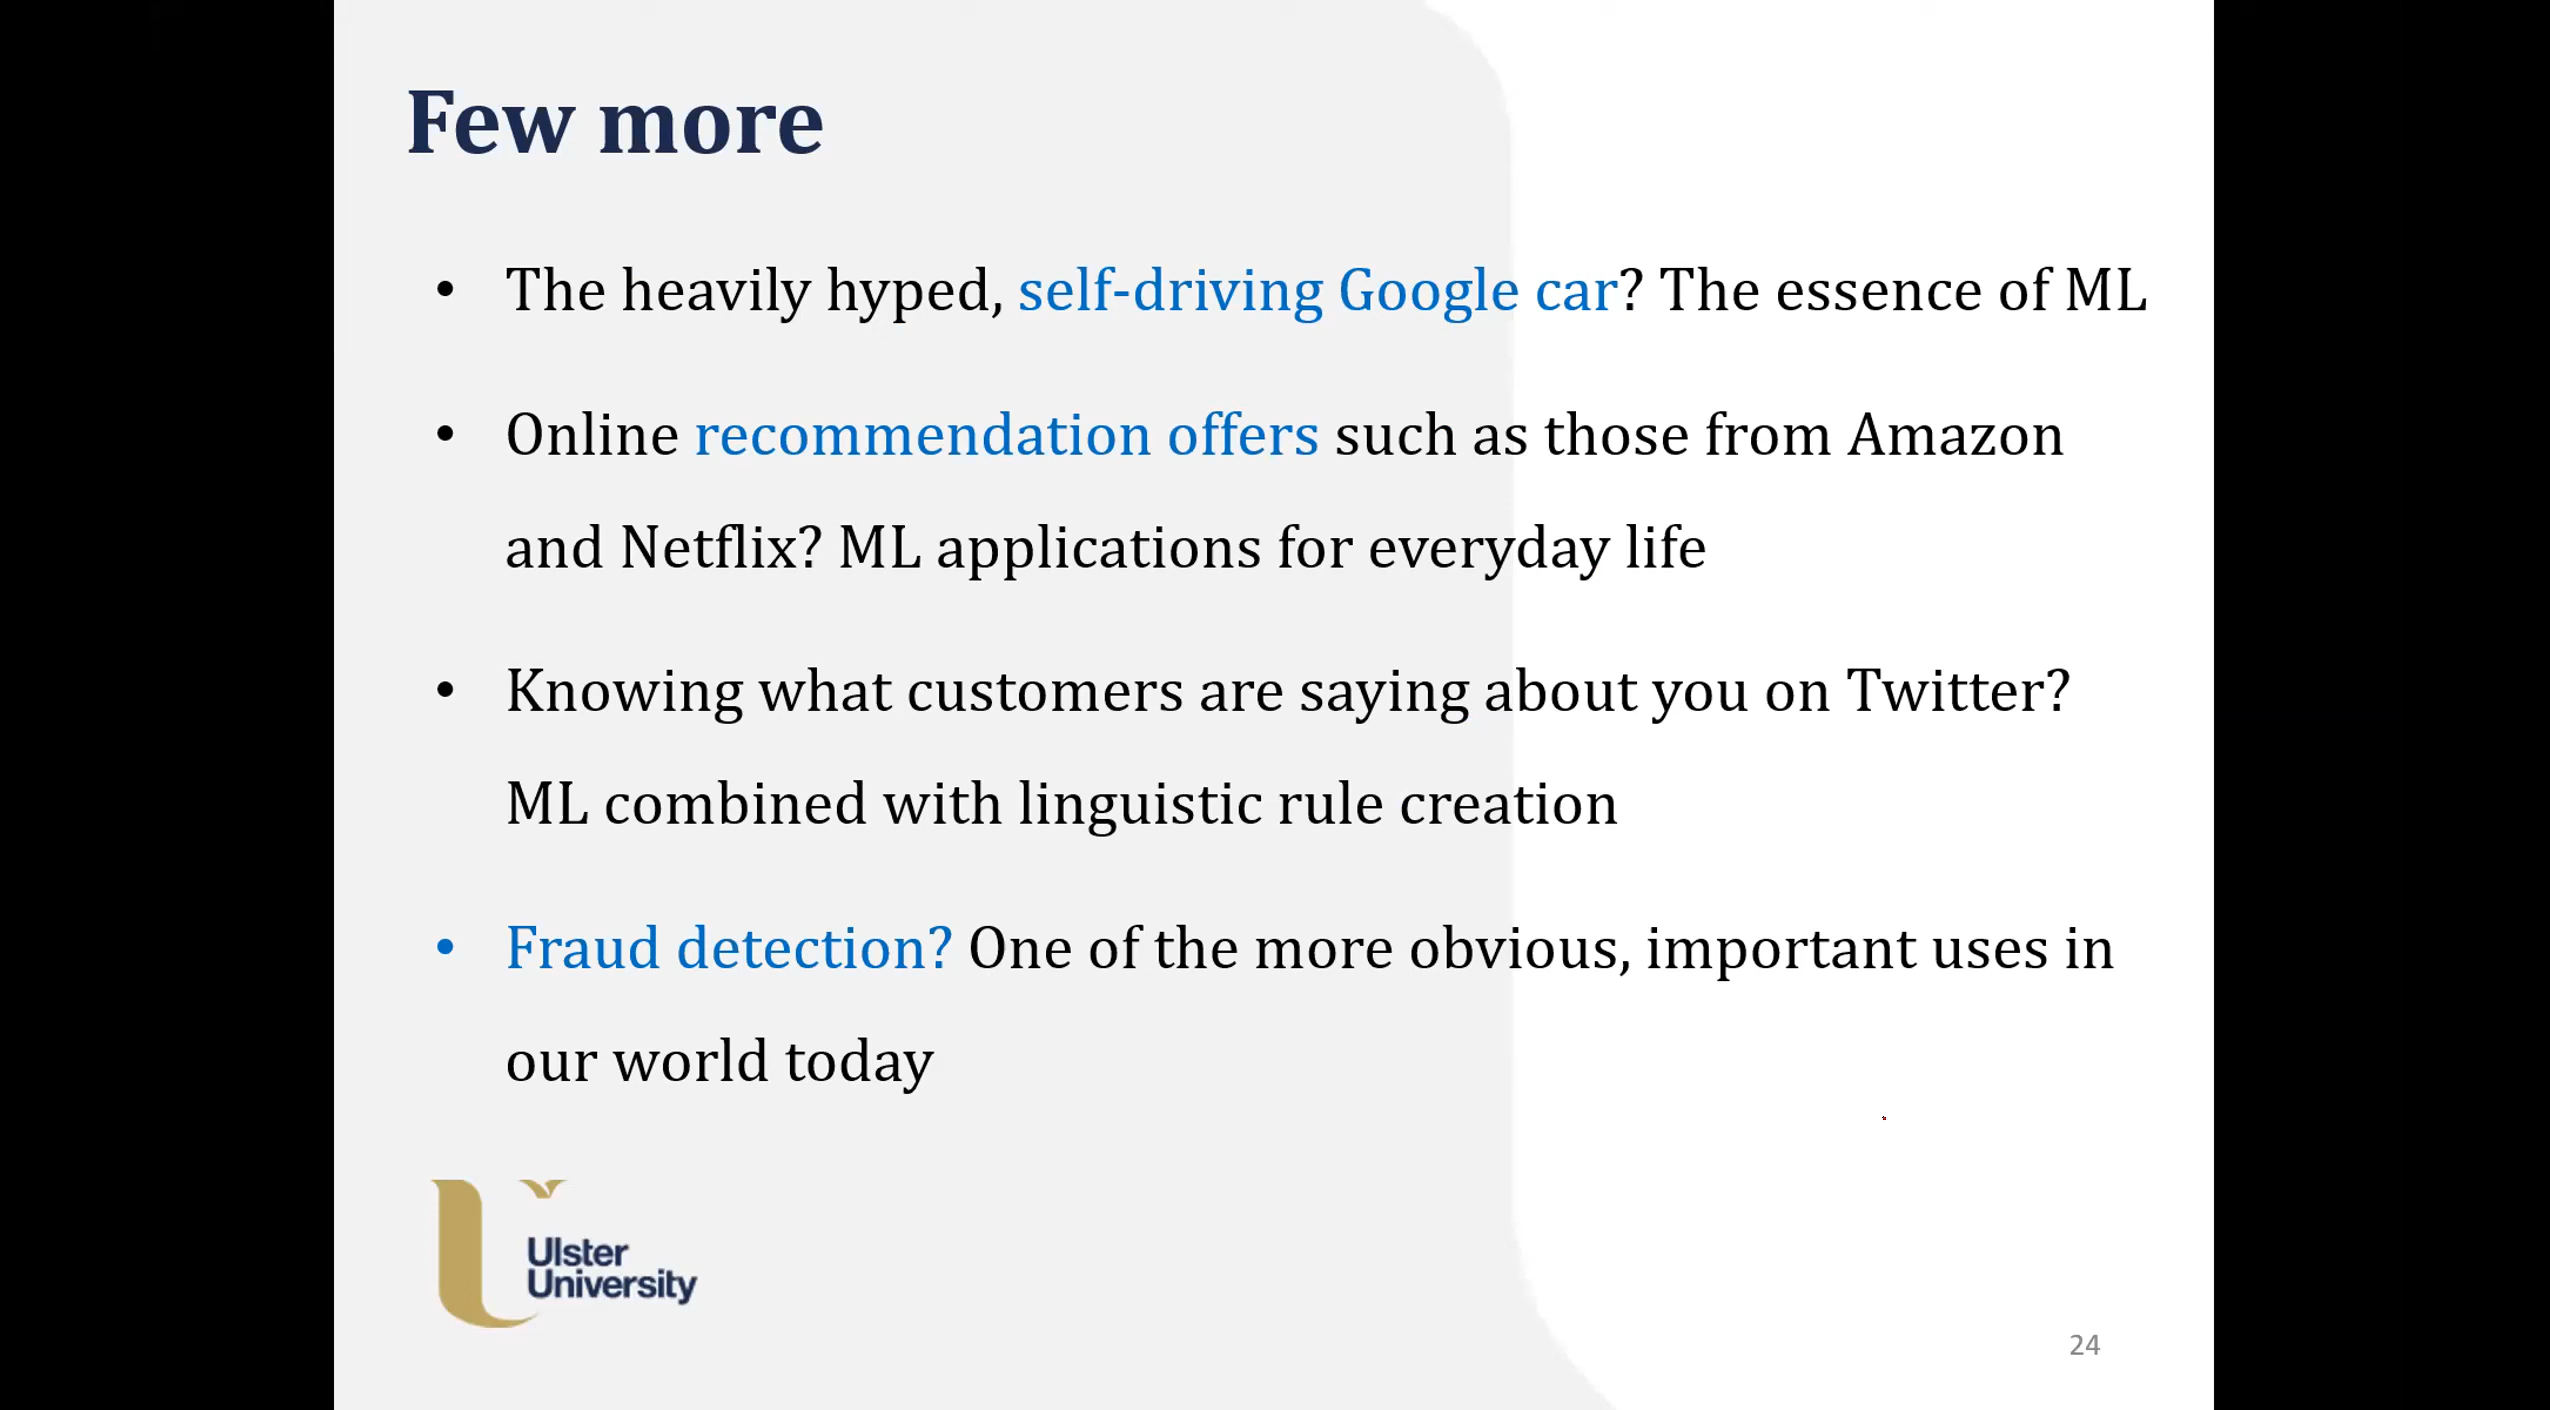 Few more
• The heavily hyped, self-driving Google car? The essence of ML
• Online recommendation offers such as those from Amazon
and Netflix? ML applications for everyday life
• Knowing what customers are saying about you on Twitter?
ML combined with linguistic rule creation
• Fraud detection? One of the more obvious, important uses in
our world today
Ulster
University
24